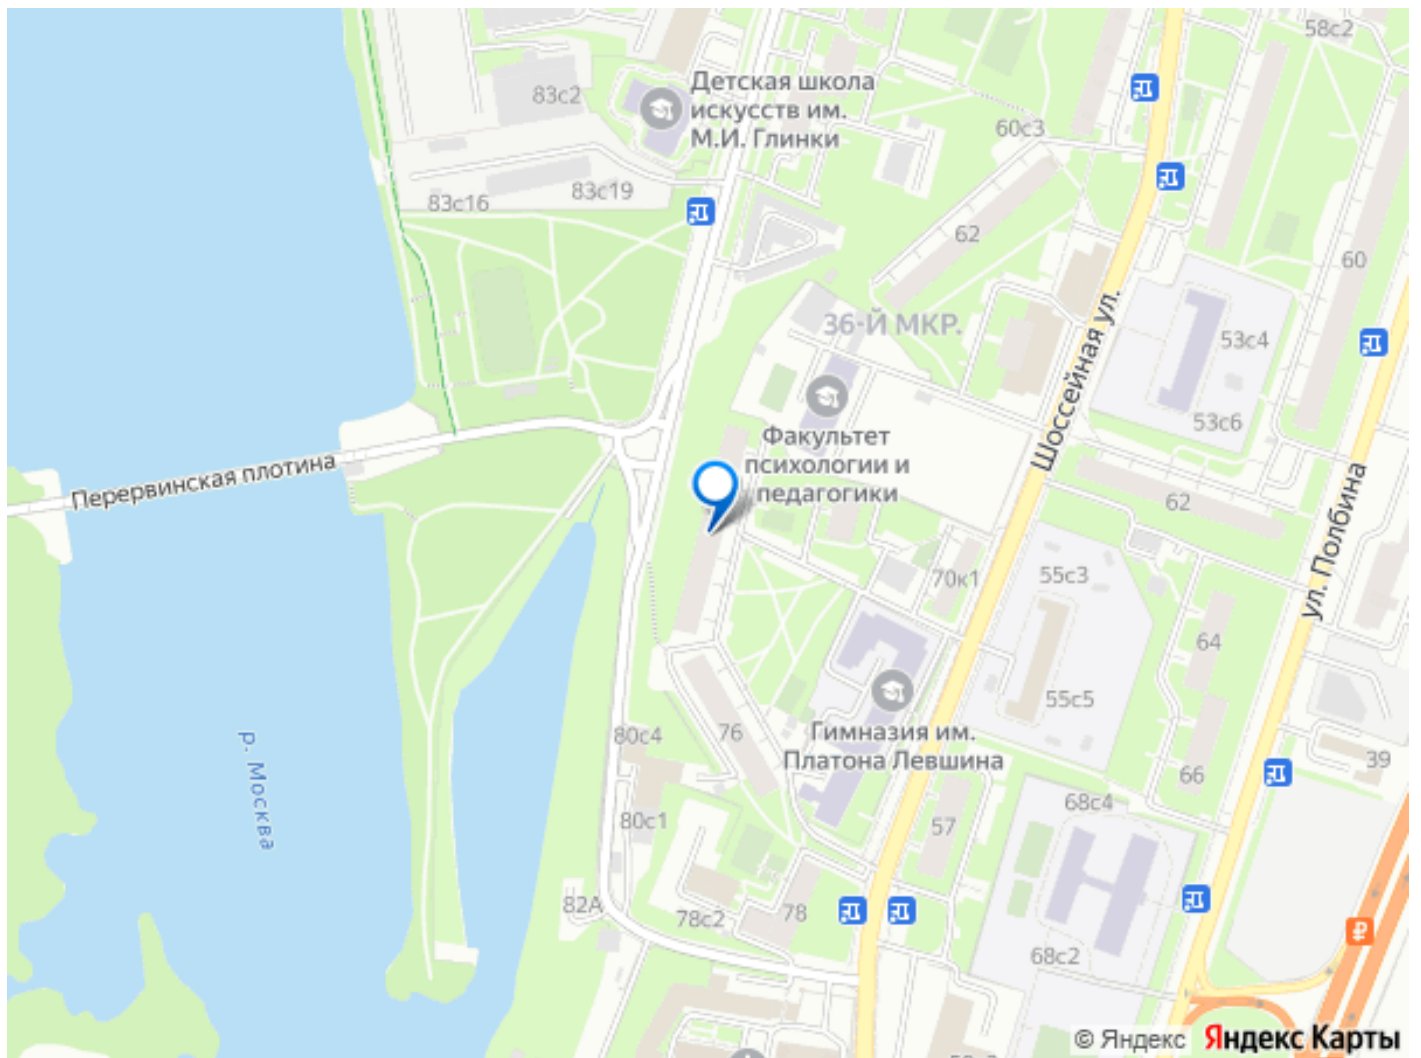 58с2
Детская школа
искусств им.
М.И. Глинки
83с2
60с3
83с19
83с16
62
60
36-Й МКР.
Шоссейная ул.
53с4
53с6
Факультет
психологии и
педагогики
Перервинская плотина
62
ул. Полбина
70к1
55с3
64
55с5
р. Москва
80с4
76
Гимназия им.
Платона Левшина
66
39
68с4
80с1
57
82А
78с2
78
68с2
© Яндекс Яндекс Карты